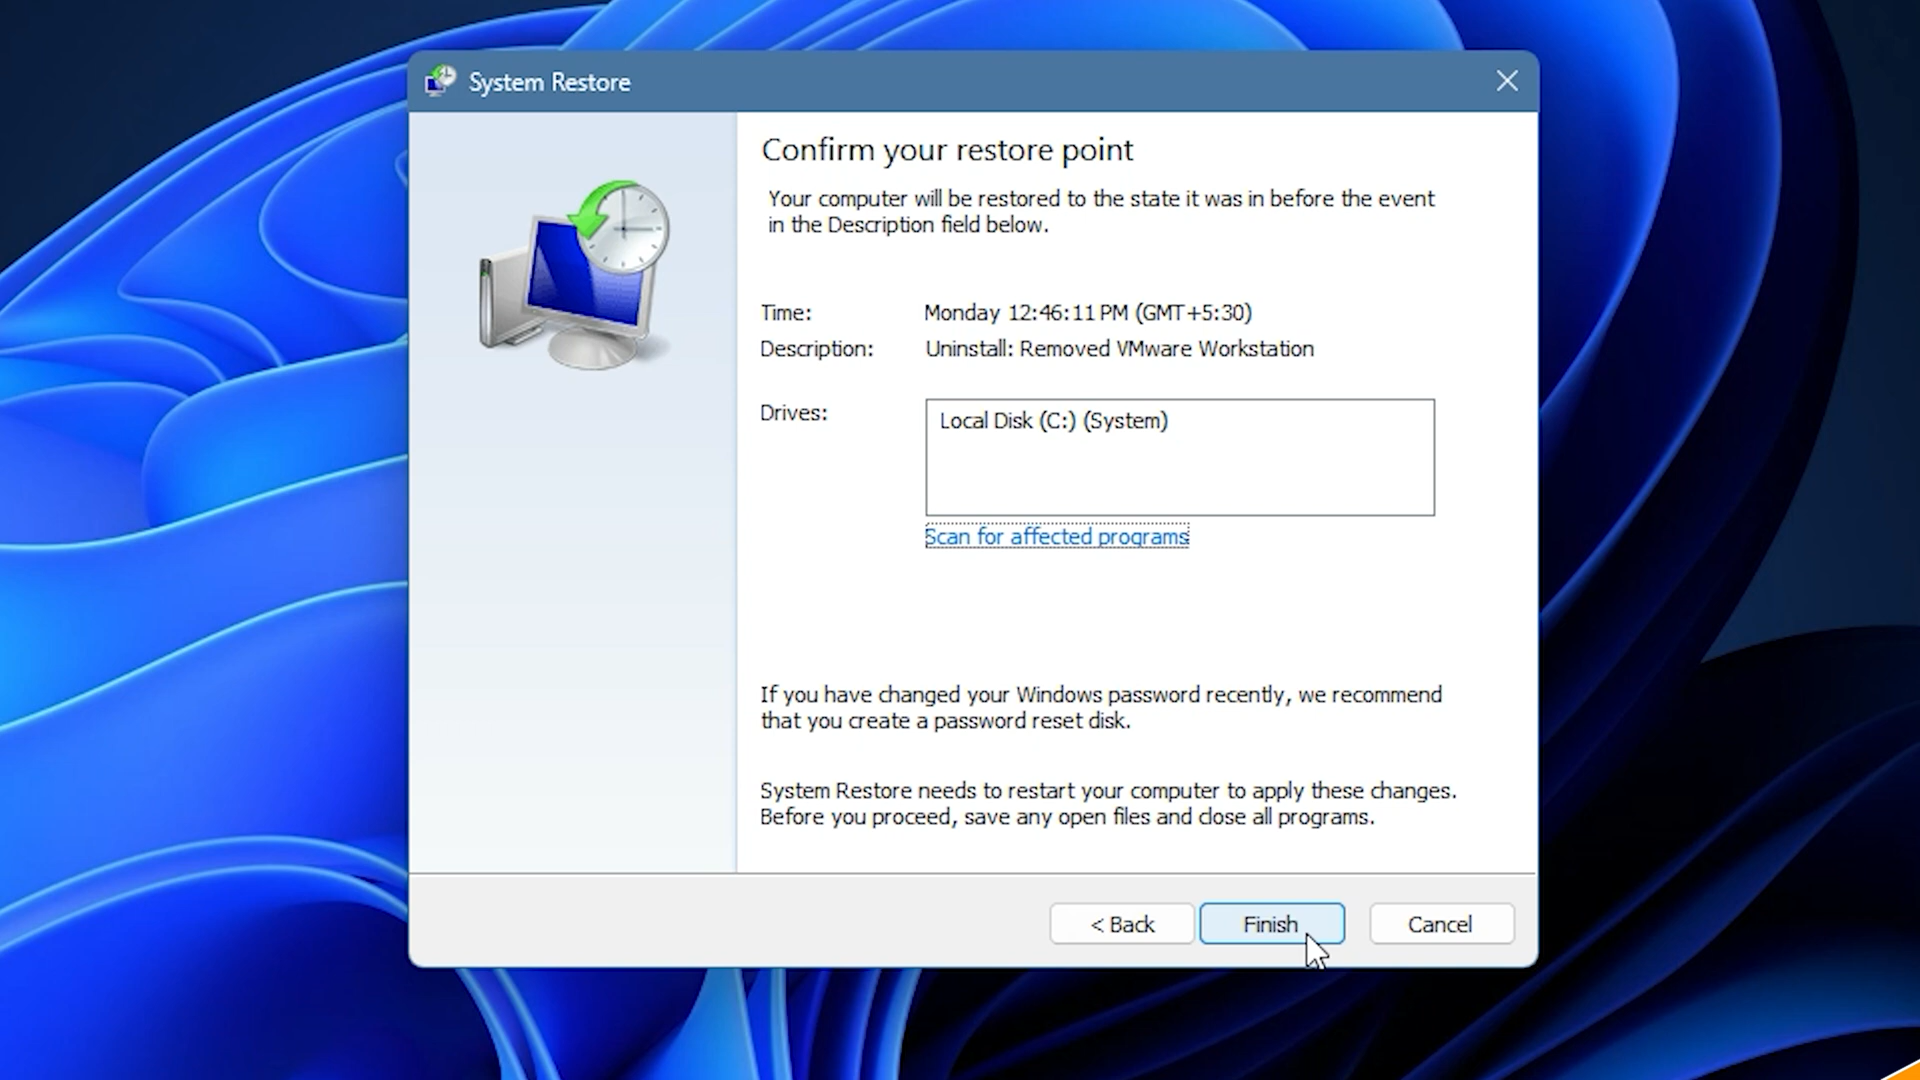 System Restore
Confirm your restore point
Your computer will be restored to the state it was in before the event
in the Description field below.
Time: Monday 12:46:11 PM (GMT+5:30)
Description: Uninstall: Removed VMware Workstation
Drives: Local Disk (C:) (System)
Scan for affected programs
If you have changed your Windows password recently, we recommend
that you create a password reset disk.
System Restore needs to restart your computer to apply these changes.
Before you proceed, save any open files and close all programs.
< Back Finish Cancel